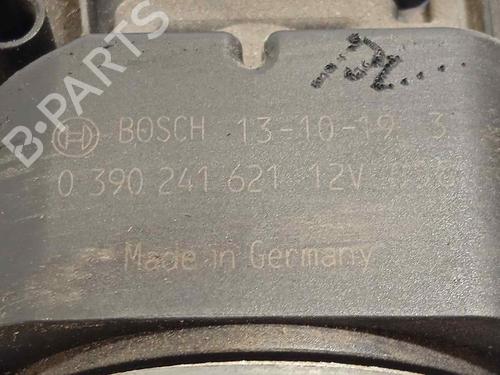 B-PARTS
BOSCH 13-10-19 3
0 390 241 621 12V
Made in Germany